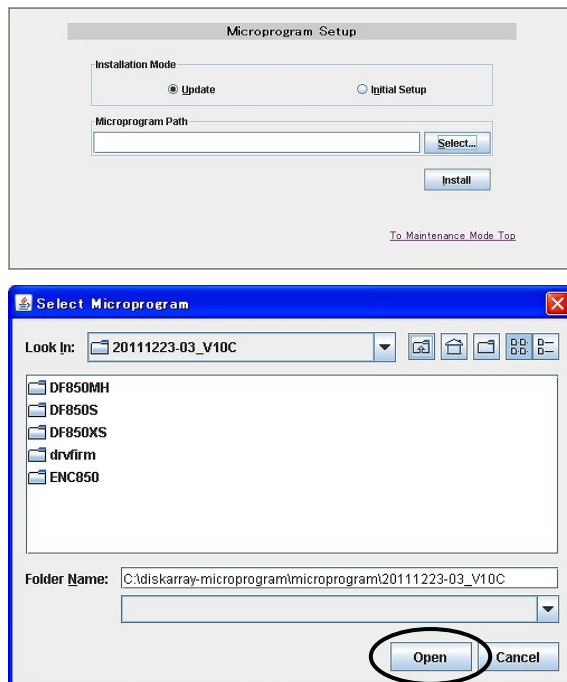 Microprogram Setup
Installation Mode
Update Initial Setup
Microprogram Path
Select...
Install
To Maintenance Mode Top
Select Microprogram
Look In: 20111223-03_V10C
DF850MH
DF850S
DF850XS
drvfirm
ENC850
Folder Name: C:\diskarray-microprogram\microprogram\20111223-03_V10C
Open Cancel